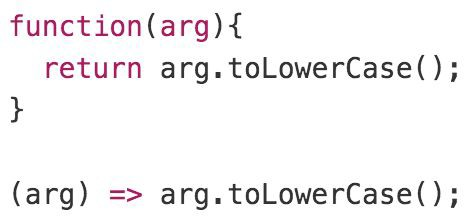 function(arg){
  return arg.toLowerCase();
}

(arg) => arg.toLowerCase();